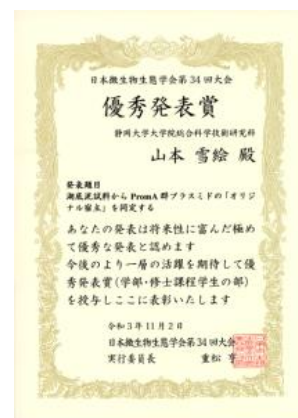 日本微生物生態学会第34回大会
優秀発表賞
静岡大学大学院総合科学技術研究科
山本 雪絵 殿
発表題目
湖底泥試料から PromA 群プラスミドの「オリジ
ナル宿主」を同定する
あなたの発表は将来性に富んだ極め
て優秀な発表と認めます
今後のより一層の活躍を期待して優
秀発表賞(学部・修士課程学生の部)
を授与しここに表彰いたします
令和3年11月2日
日本微生物生態学会第34回大会
実行委員長 重松 亨